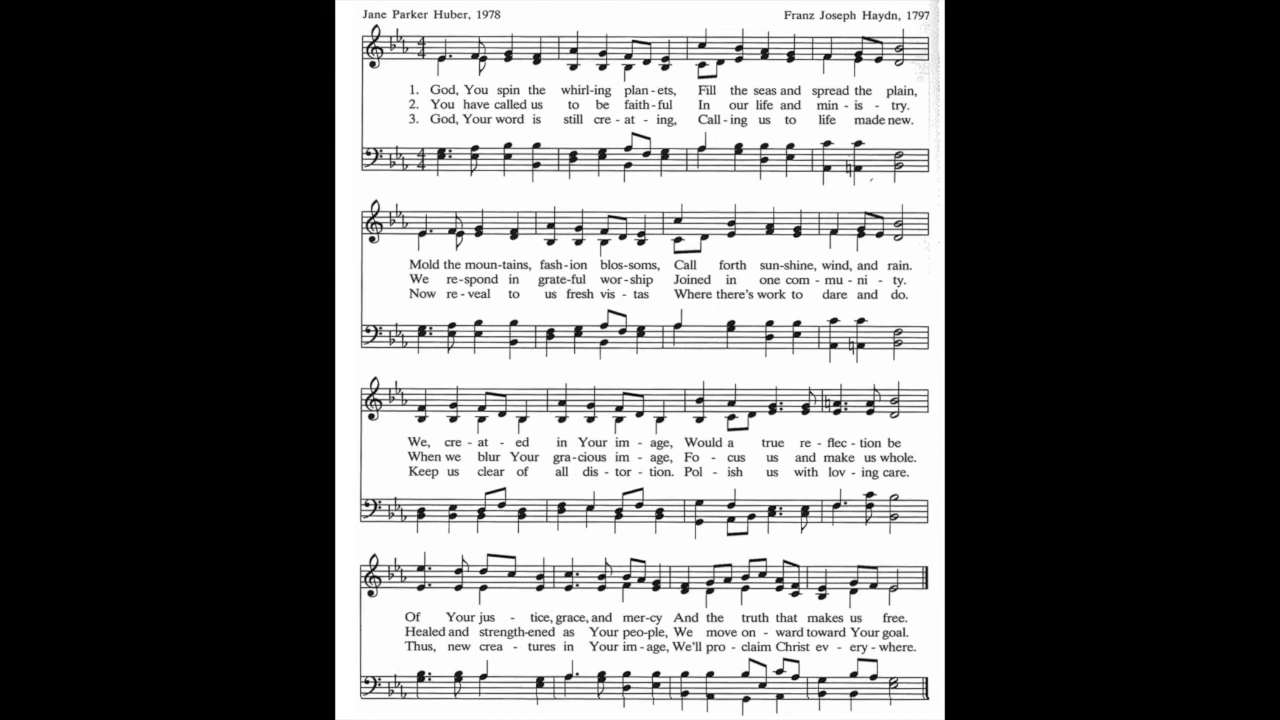 Jane Parker Huber, 1978
Franz Joseph Haydn, 1797
1. God, You spin the whirl-ing plan-ets, Fill the seas and spread the plain,
2. You have called us to be faith-ful In our life and min-is-try.
3. God, Your word is still cre-at-ing, Call-ing us to life made new.
Mold the moun-tains, fash-ion blos-soms, Call forth sun-shine, wind, and rain.
We re-spond in grate-ful wor-ship Joined in one com-mu-ni-ty.
Now re-veal to us fresh vis-tas Where there's work to dare and do.
We, cre-at-ed in Your im-age, Would a true re-flec-tion be
When we blur Your gra-cious im-age, Fo-cus us and make us whole.
Keep us clear of all dis-tor-tion. Pol-ish us with lov-ing care.
Of Your jus-tice, grace, and mer-cy And the truth that makes us free.
Healed and strength-ened as Your peo-ple, We move on-ward toward Your goal.
Thus, new crea-tures in Your im-age, We'll pro-claim Christ ev-ery-where.